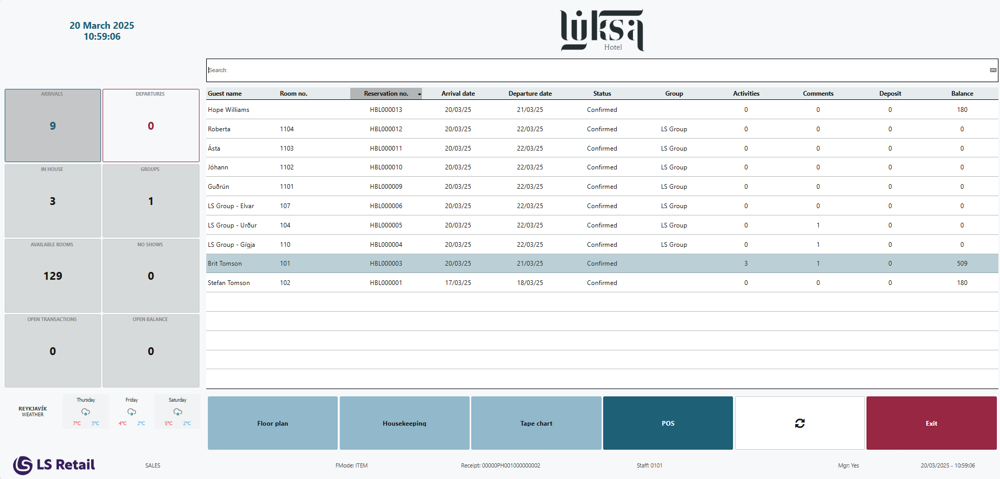 20 March 2025
10:59:06
lúksa
Hotel
Search:
ARRIVALS
9
DEPARTURES
0
IN HOUSE
3
GROUPS
1
AVAILABLE ROOMS
129
NO SHOWS
0
OPEN TRANSACTIONS
0
OPEN BALANCE
0
Guest name Room no. Reservation no. Arrival date Departure date Status Group Activities Comments Deposit Balance
Hope Williams HBL000013 20/03/25 21/03/25 Confirmed 0 0 0 180
Roberta 1104 HBL000012 20/03/25 22/03/25 Confirmed LS Group 0 0 0 0
Ásta 1103 HBL000011 20/03/25 22/03/25 Confirmed LS Group 0 0 0 0
Jóhann 1102 HBL000010 20/03/25 22/03/25 Confirmed LS Group 0 0 0 0
Guðrún 1101 HBL000009 20/03/25 22/03/25 Confirmed LS Group 0 0 0 0
LS Group - Elvar 107 HBL000006 20/03/25 22/03/25 Confirmed LS Group 0 0 0 0
LS Group - Urður 104 HBL000005 20/03/25 22/03/25 Confirmed LS Group 0 1 0 0
LS Group - Gígja 110 HBL000004 20/03/25 22/03/25 Confirmed LS Group 0 1 0 0
Brit Tomson 101 HBL000003 20/03/25 21/03/25 Confirmed 3 1 0 509
Stefan Tomson 102 HBL000001 17/03/25 18/03/25 Confirmed 0 0 0 180
REYKJAVÍK
WEATHER
Thursday
7°C 3°C
Friday
4°C 2°C
Saturday
5°C 2°C
Floor plan
Housekeeping
Tape chart
POS
Exit
LS Retail
SALES
FMode: ITEM
Receipt: 00000PH001000000002
Staff: 0101
Mgr: Yes
20/03/2025 - 10:59:06